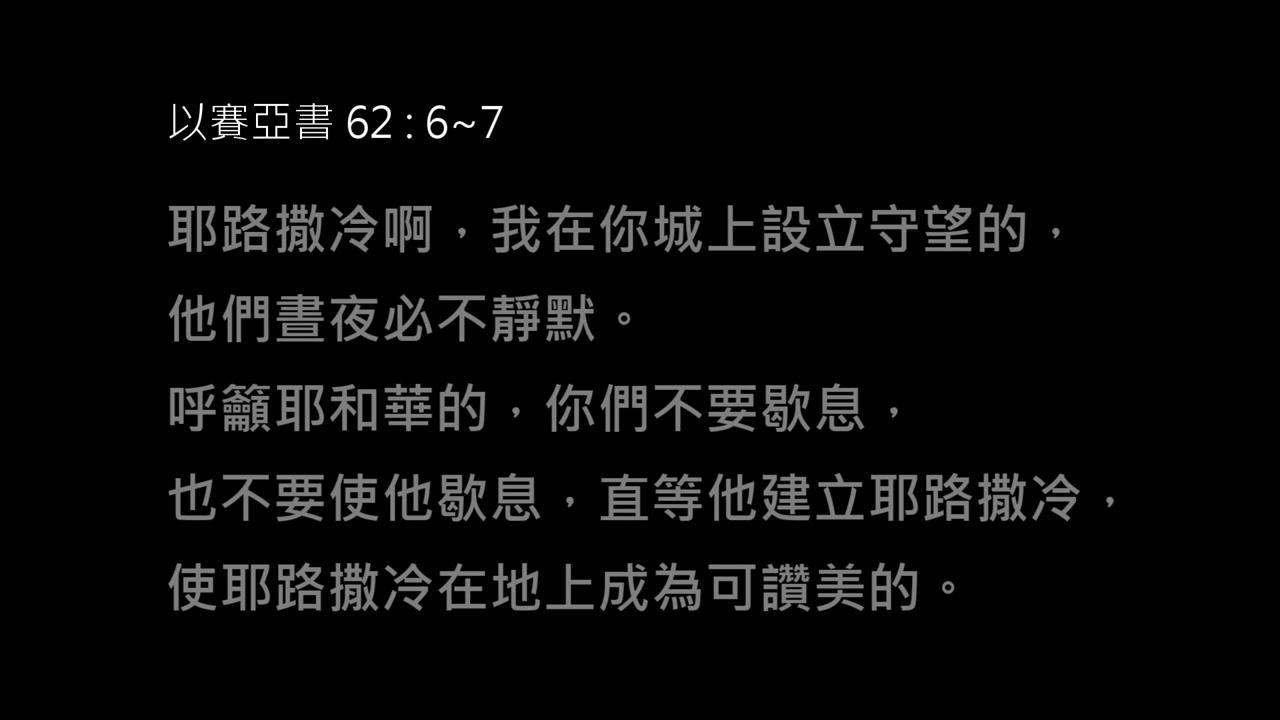 以賽亞書 62 : 6~7
耶路撒冷啊，我在你城上設立守望的，
他們晝夜必不靜默。
呼籲耶和華的，你們不要歇息，
也不要使他歇息，直等他建立耶路撒冷，
使耶路撒冷在地上成為可讚美的。